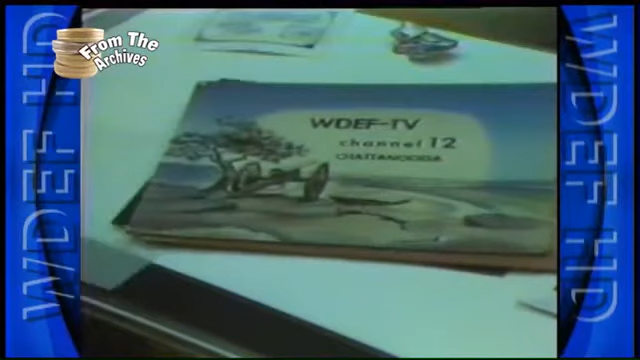 From The
Archives
WDEF-TV
channel 12
CHATTANOOGA
WDEF HD
WDEF HD